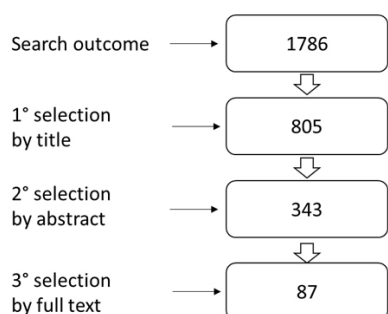 Search outcome
1786
1° selection
by title
805
2° selection
by abstract
343
3° selection
by full text
87